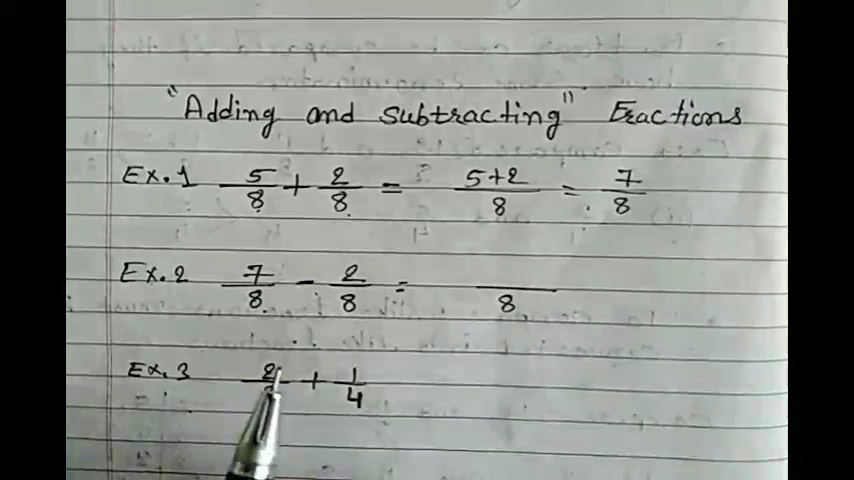 "Adding and subtracting" Fractions
Ex.1 5/8 + 2/8 = 5+2/8 = 7/8
Ex.2 7/8 - 2/8 = /8
Ex.3 2/ + 1/4